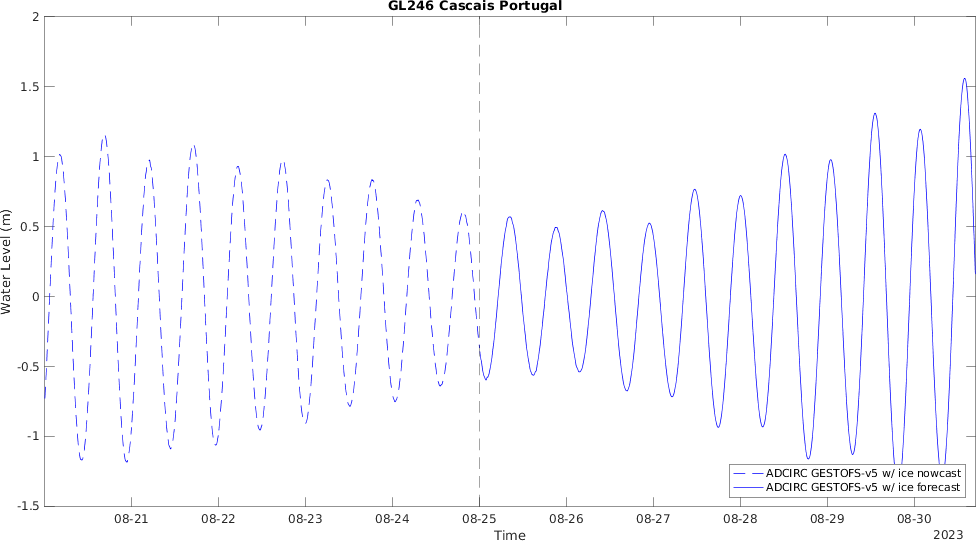 GL246 Cascais Portugal
2
1.5
1
0.5
0
-0.5
-1
-1.5
Water Level (m)
ADCIRC GESTOFS-v5 w/ ice nowcast
ADCIRC GESTOFS-v5 w/ ice forecast
08-21 08-22 08-23 08-24 08-25 08-26 08-27 08-28 08-29 08-30
Time
2023